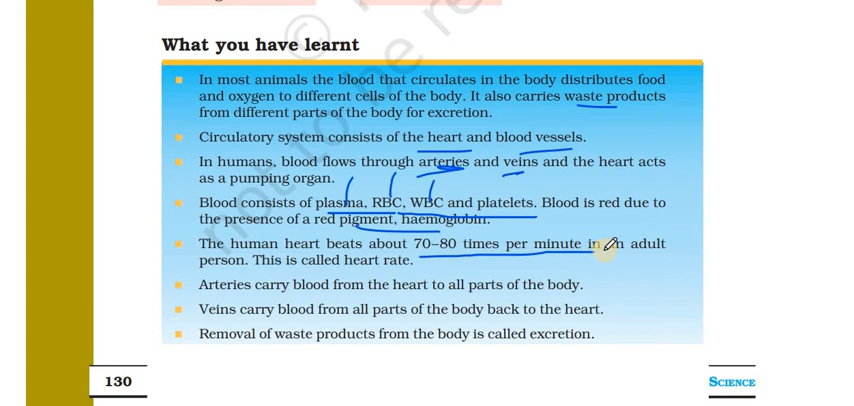 What you have learnt
In most animals the blood that circulates in the body distributes food
and oxygen to different cells of the body. It also carries waste products
from different parts of the body for excretion.
Circulatory system consists of the heart and blood vessels.
In humans, blood flows through arteries and veins and the heart acts
as a pumping organ.
Blood consists of plasma, RBC, WBC and platelets. Blood is red due to
the presence of a red pigment, haemoglobin.
The human heart beats about 70–80 times per minute in an adult
person. This is called heart rate.
Arteries carry blood from the heart to all parts of the body.
Veins carry blood from all parts of the body back to the heart.
Removal of waste products from the body is called excretion.
130
SCIENCE
not to be re
©